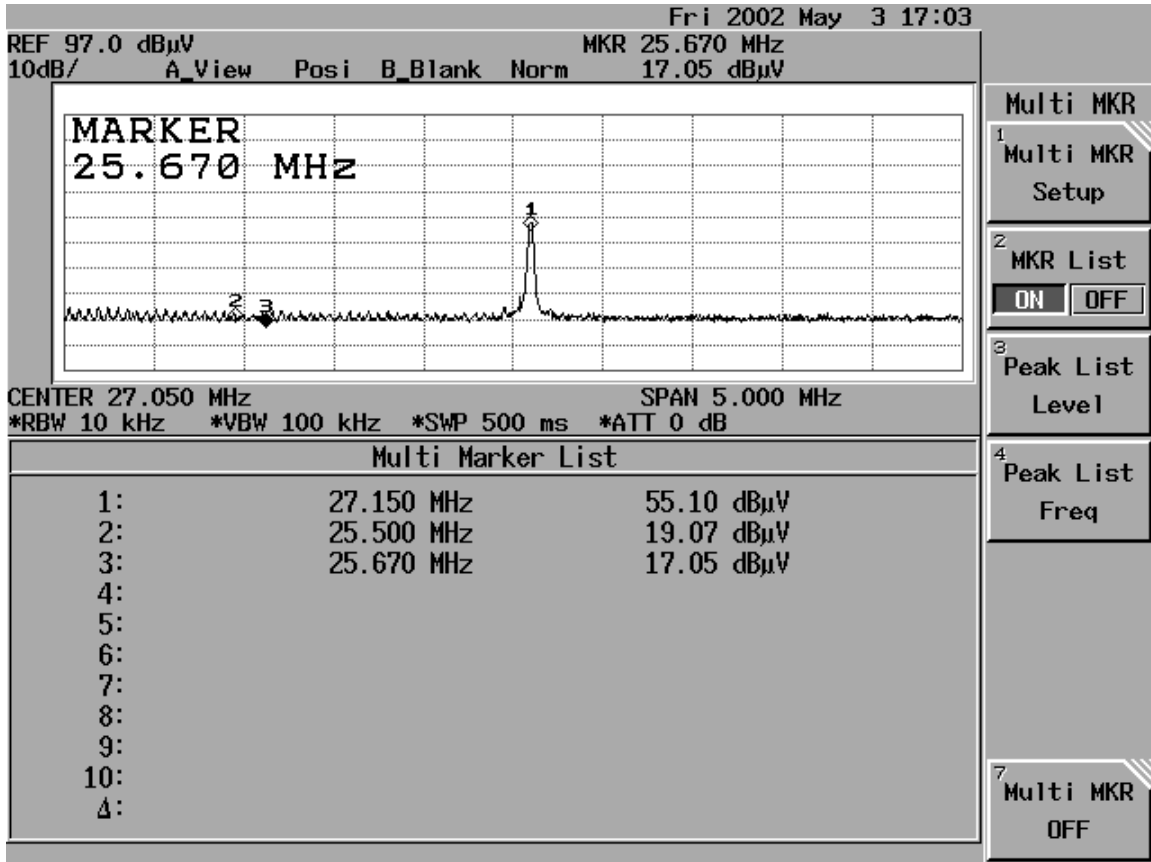 Fri 2002 May 3 17:03
REF 97.0 dBµV MKR 25.670 MHz
10dB/ A_View Posi B_Blank Norm 17.05 dBµV
MARKER
25.670 MHz
1
2 3
CENTER 27.050 MHz SPAN 5.000 MHz
*RBW 10 kHz *VBW 100 kHz *SWP 500 ms *ATT 0 dB
Multi Marker List
1: 27.150 MHz 55.10 dBµV
2: 25.500 MHz 19.07 dBµV
3: 25.670 MHz 17.05 dBµV
4:
5:
6:
7:
8:
9:
10:
Δ:
Multi MKR
1
Multi MKR
Setup
2
MKR List
ON OFF
3
Peak List
Level
4
Peak List
Freq
7
Multi MKR
OFF